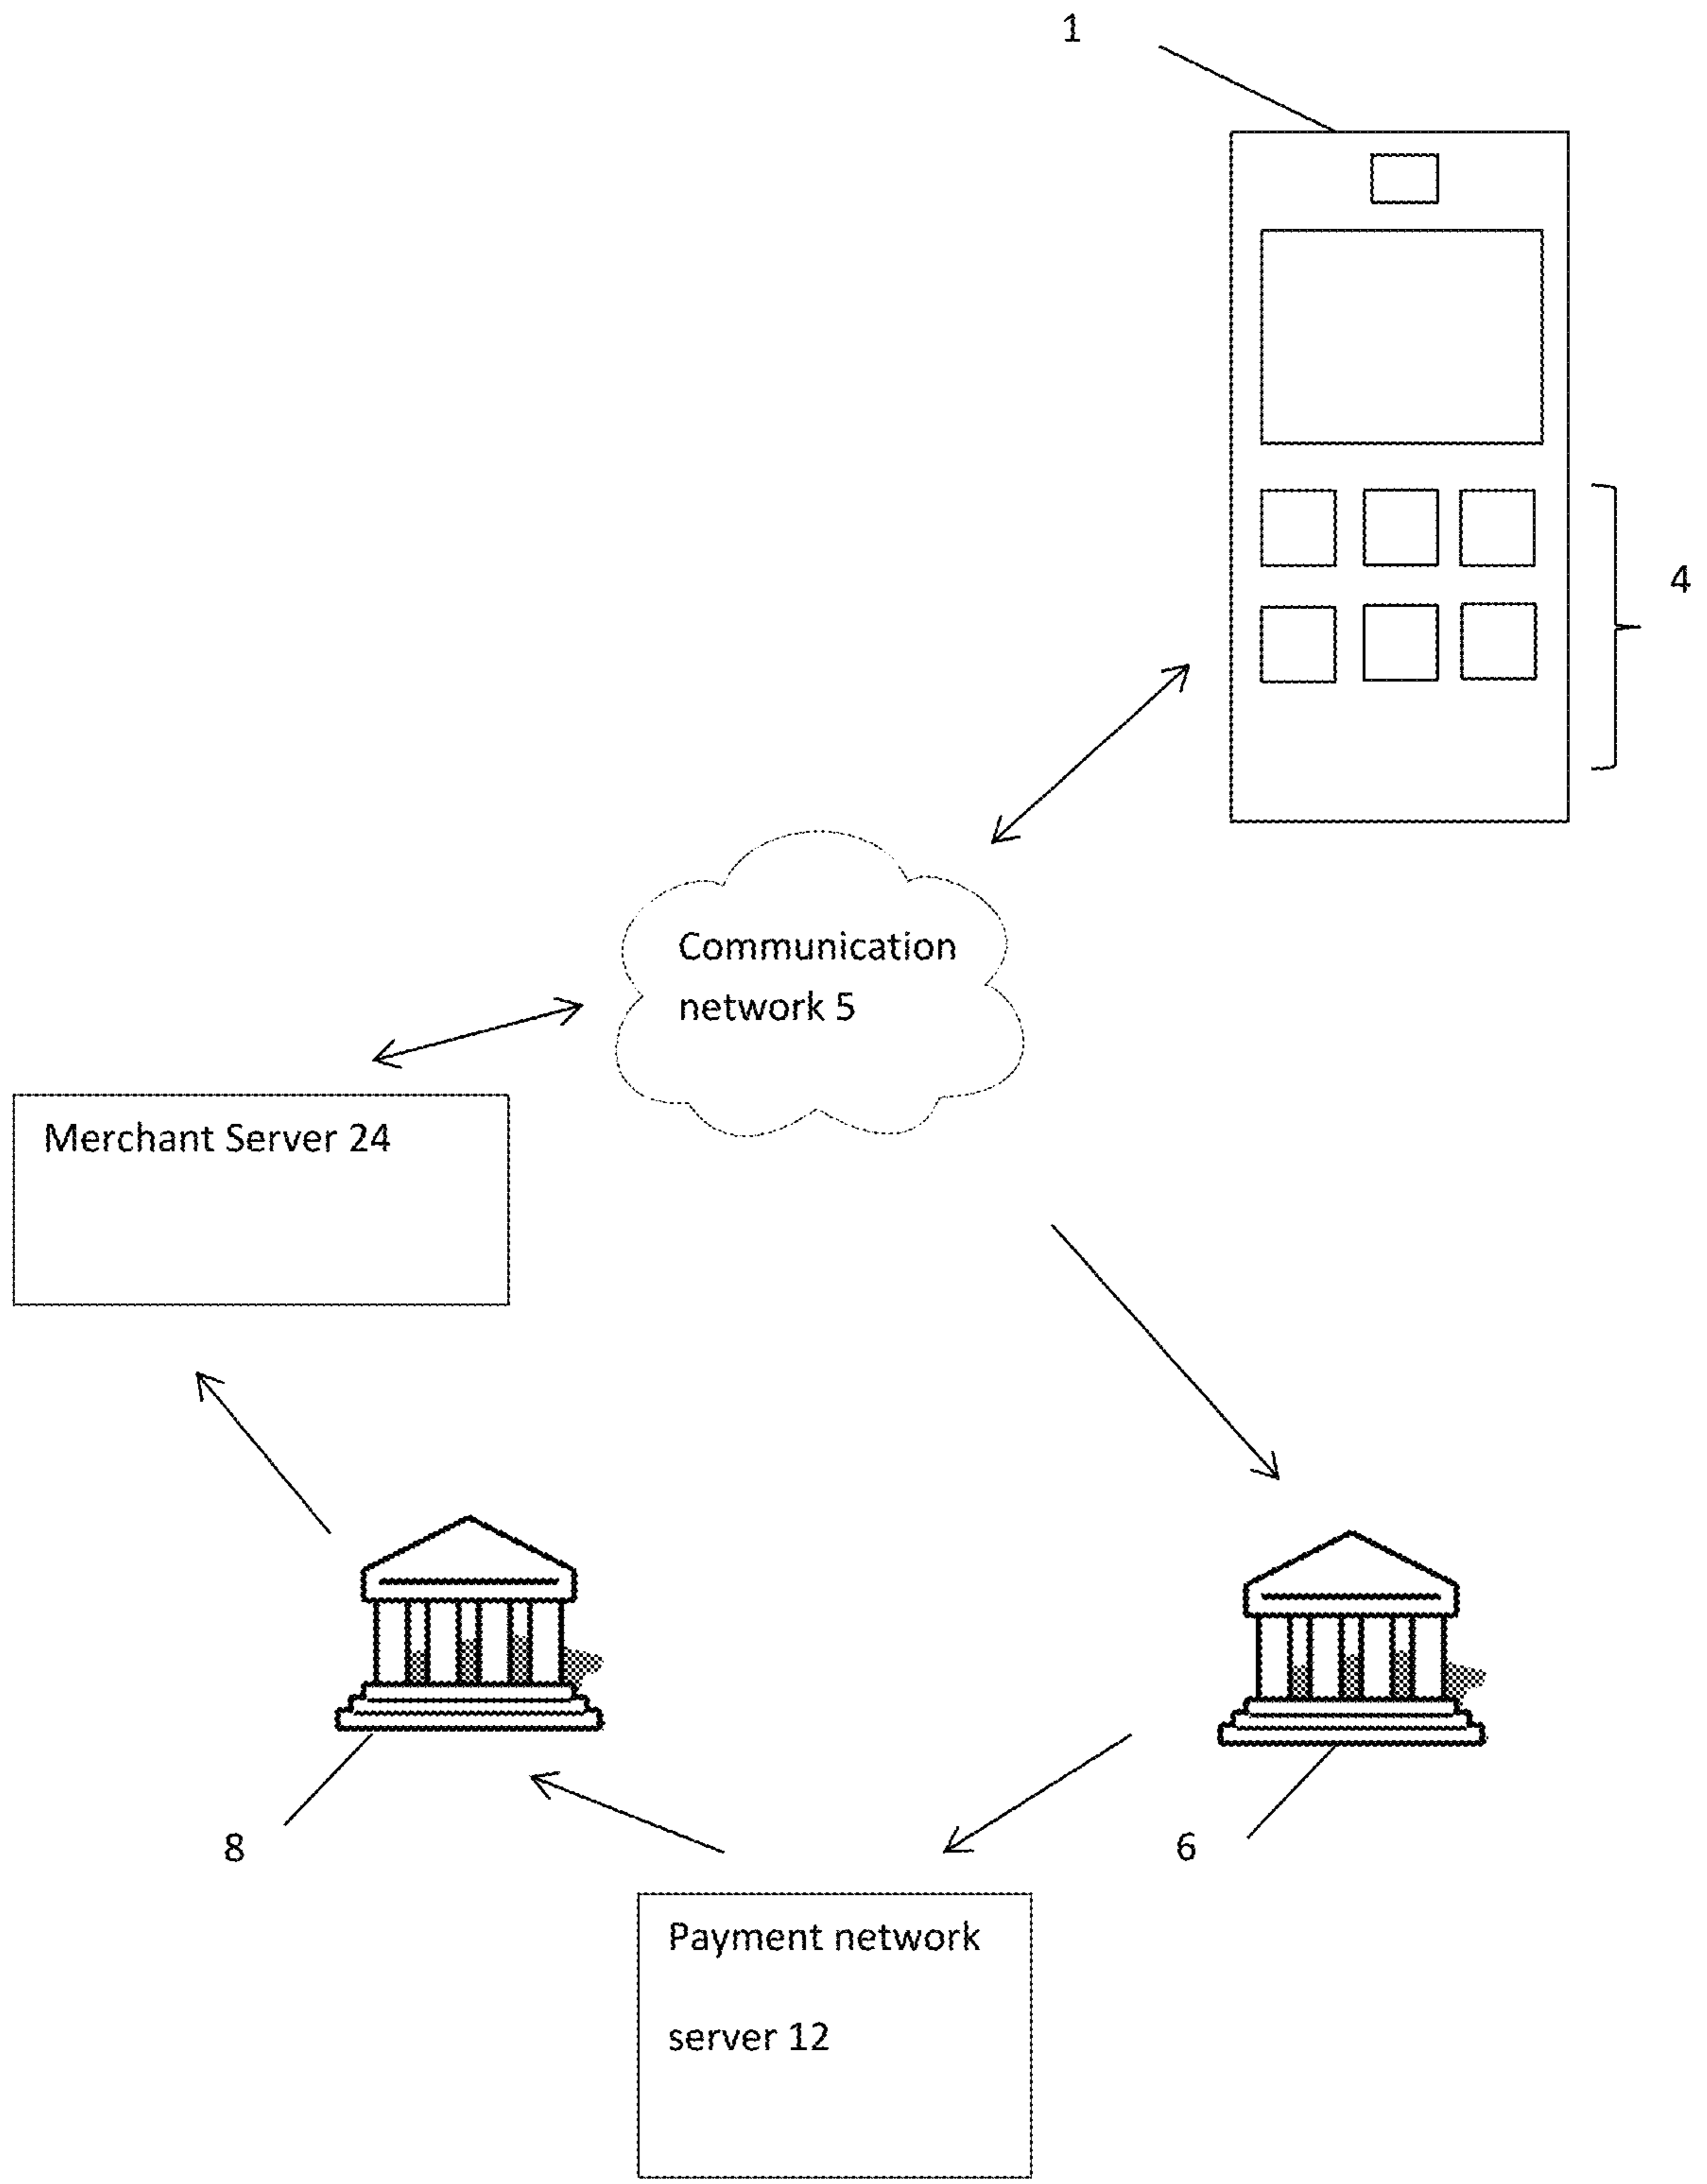 1
4
Communication
network 5
Merchant Server 24
8
6
Payment network
server 12